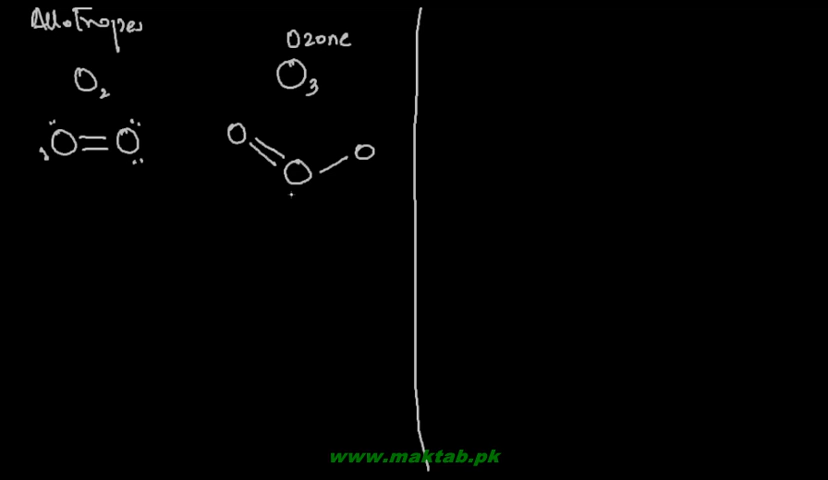 Allotropes
Ozone
O₂
O₃
O=O
O=O-O
www.maktab.pk